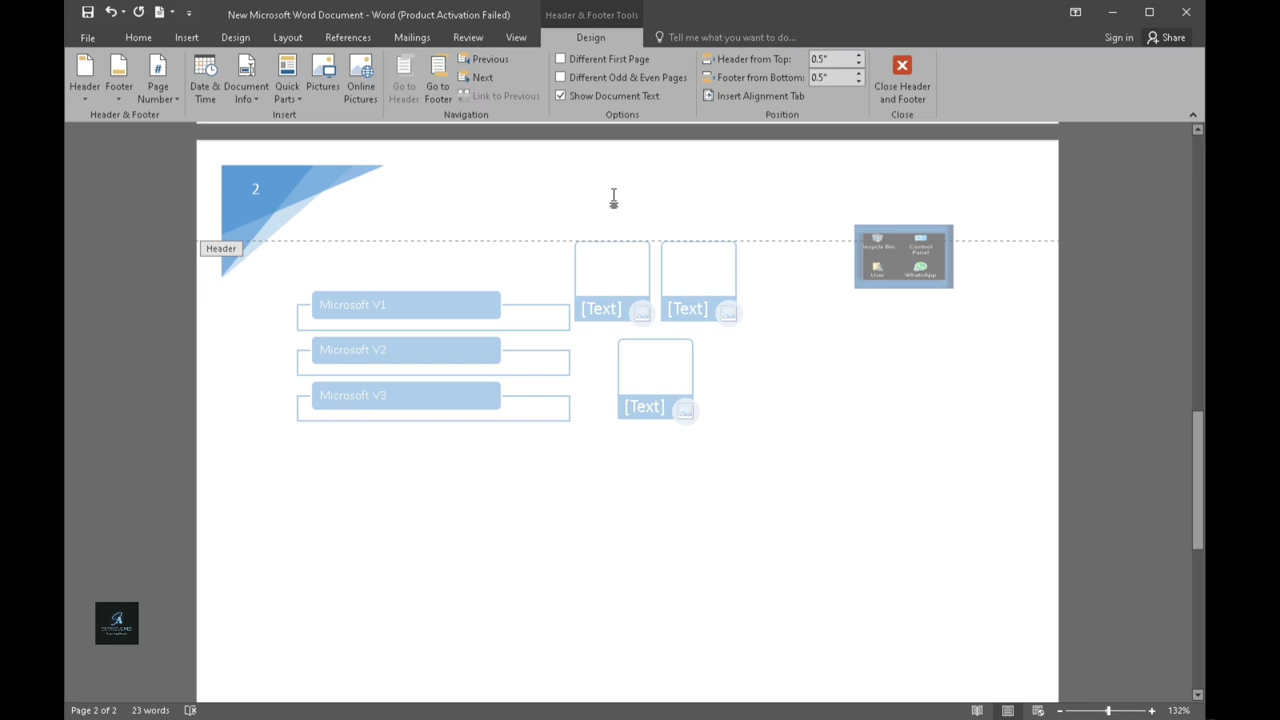 New Microsoft Word Document - Word (Product Activation Failed)
Header & Footer Tools
File Home Insert Design Layout References Mailings Review View Design Tell me what you want to do... Sign in Share
Header
Footer
Page Number
Header & Footer
Date & Time
Document Info
Quick Parts
Pictures
Online Pictures
Insert
Go to Header
Go to Footer
Previous
Next
Link to Previous
Navigation
Different First Page
Different Odd & Even Pages
Show Document Text
Options
Header from Top: 0.5"
Footer from Bottom: 0.5"
Insert Alignment Tab
Position
Close Header and Footer
Close
2
Header
Microsoft V1
Microsoft V2
Microsoft V3
[Text] [Text]
[Text]
Control Panel
User WhatsApp
Page 2 of 2 23 words 132%